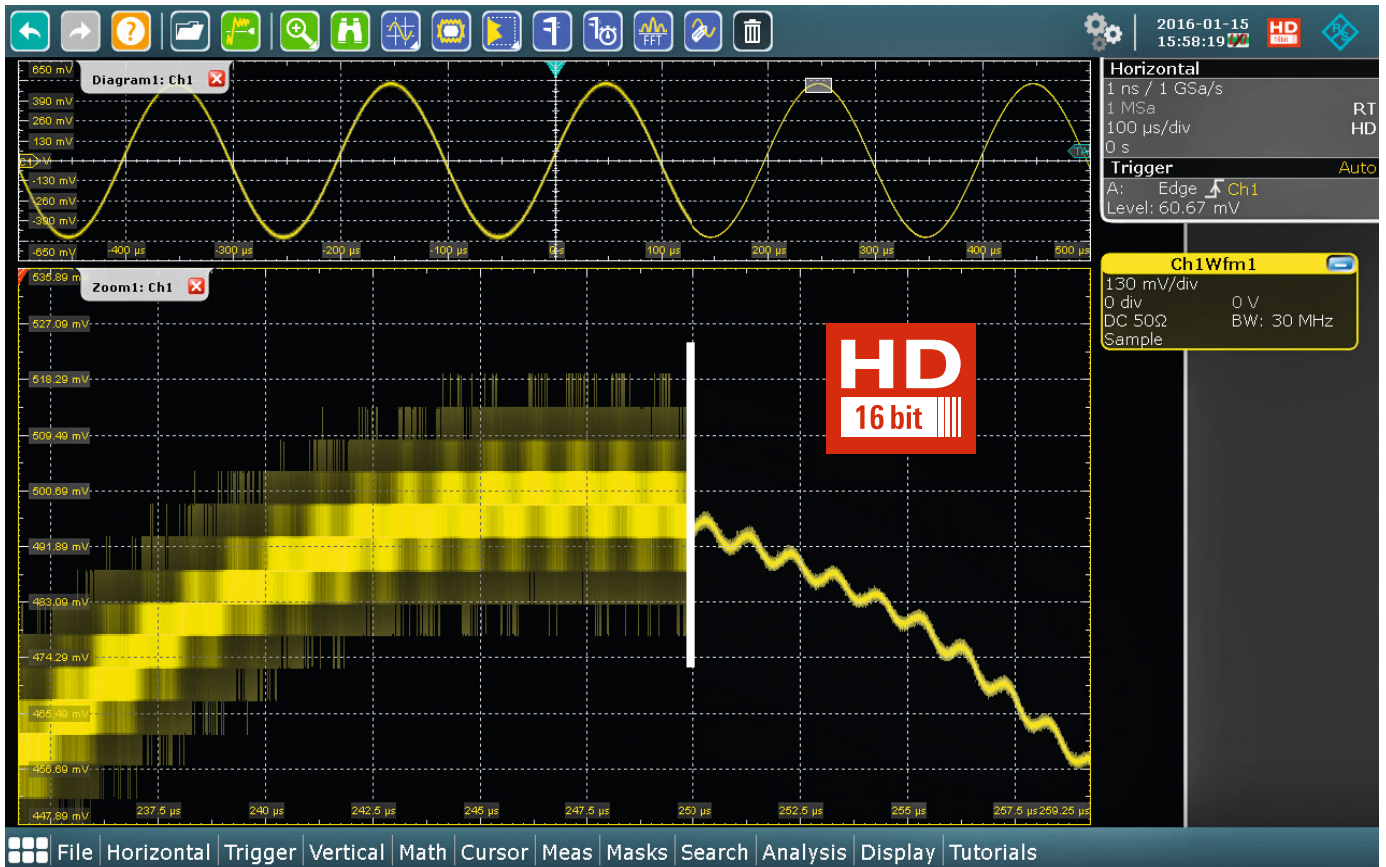 FFT
2016-01-15
15:58:19
HD
16bit
R S
Diagram1: Ch1
650 mV
390 mV
260 mV
130 mV
C1
V
-130 mV
-260 mV
-390 mV
-650 mV
-400 µs
-300 µs
-200 µs
-100 µs
0 s
100 µs
200 µs
300 µs
400 µs
500 µs
TA
Horizontal
1 ns / 1 GSa/s
1 MSa RT
100 µs/div HD
0 s
Trigger Auto
A: Edge Ch1
Level: 60.67 mV
Ch1Wfm1
130 mV/div
0 div 0 V
DC 50Ω BW: 30 MHz
Sample
Zoom1: Ch1
535.89 mV
527.09 mV
518.29 mV
509.49 mV
500.69 mV
491.89 mV
483.09 mV
474.29 mV
465.49 mV
456.69 mV
447.89 mV
HD
16 bit
237.5 µs
240 µs
242.5 µs
245 µs
247.5 µs
250 µs
252.5 µs
255 µs
257.5 µs
259.25 µs
File Horizontal Trigger Vertical Math Cursor Meas Masks Search Analysis Display Tutorials